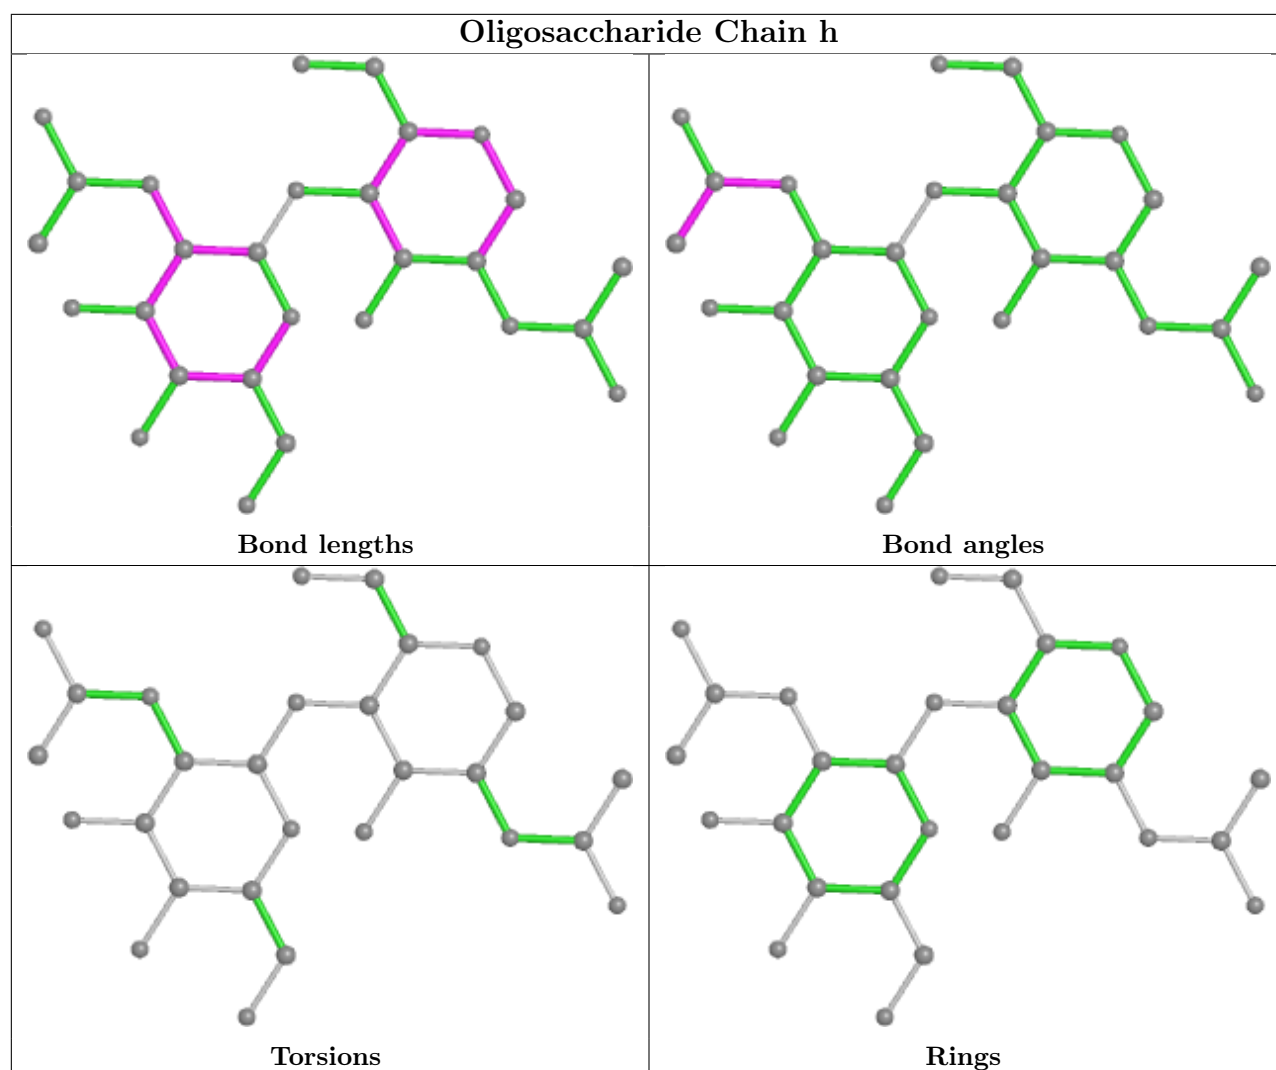 Oligosaccharide Chain h
Bond lengths
Bond angles
Torsions
Rings